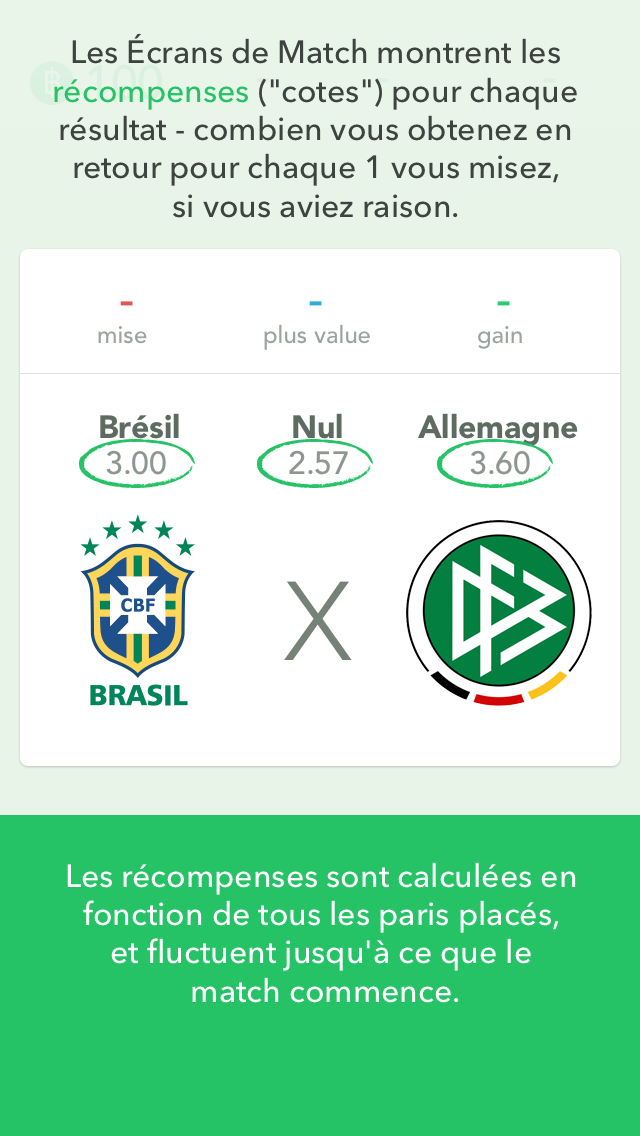 Les Écrans de Match montrent les
récompenses ("cotes") pour chaque
résultat - combien vous obtenez en
retour pour chaque 1 vous misez,
si vous aviez raison.
100
- - -
mise plus value gain
Brésil Nul Allemagne
3.00 2.57 3.60
CBF
X
BRASIL
Les récompenses sont calculées en
fonction de tous les paris placés,
et fluctuent jusqu'à ce que le
match commence.